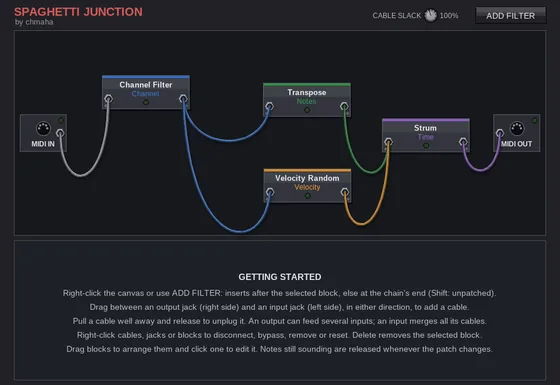 SPAGHETTI JUNCTION
by chmaha
CABLE SLACK 100%
ADD FILTER
Channel Filter
Channel
Transpose
Notes
Strum
Time
MIDI IN
MIDI OUT
Velocity Random
Velocity
GETTING STARTED
Right-click the canvas or use ADD FILTER: inserts after the selected block, else at the chain's end (Shift: unpatched).
Drag between an output jack (right side) and an input jack (left side), in either direction, to add a cable.
Pull a cable well away and release to unplug it. An output can feed several inputs; an input merges all its cables.
Right-click cables, jacks or blocks to disconnect, bypass, remove or reset. Delete removes the selected block.
Drag blocks to arrange them and click one to edit it. Notes still sounding are released whenever the patch changes.